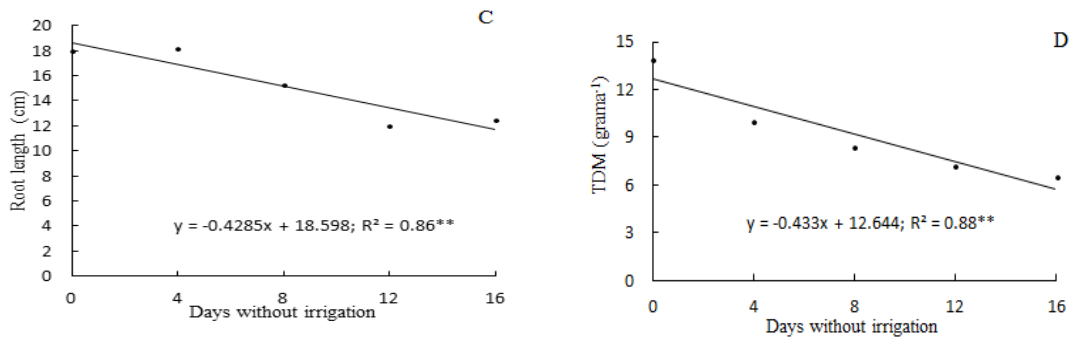 C
20
18
16
14
12
10
8
6
4
2
0
Root length (cm)
y = -0.4285x + 18.598; R² = 0.86**
0 4 8 12 16
Days without irrigation
D
15
12
9
6
3
0
TDM (grama⁻¹)
y = -0.433x + 12.644; R² = 0.88**
0 4 8 12 16
Days without irrigation